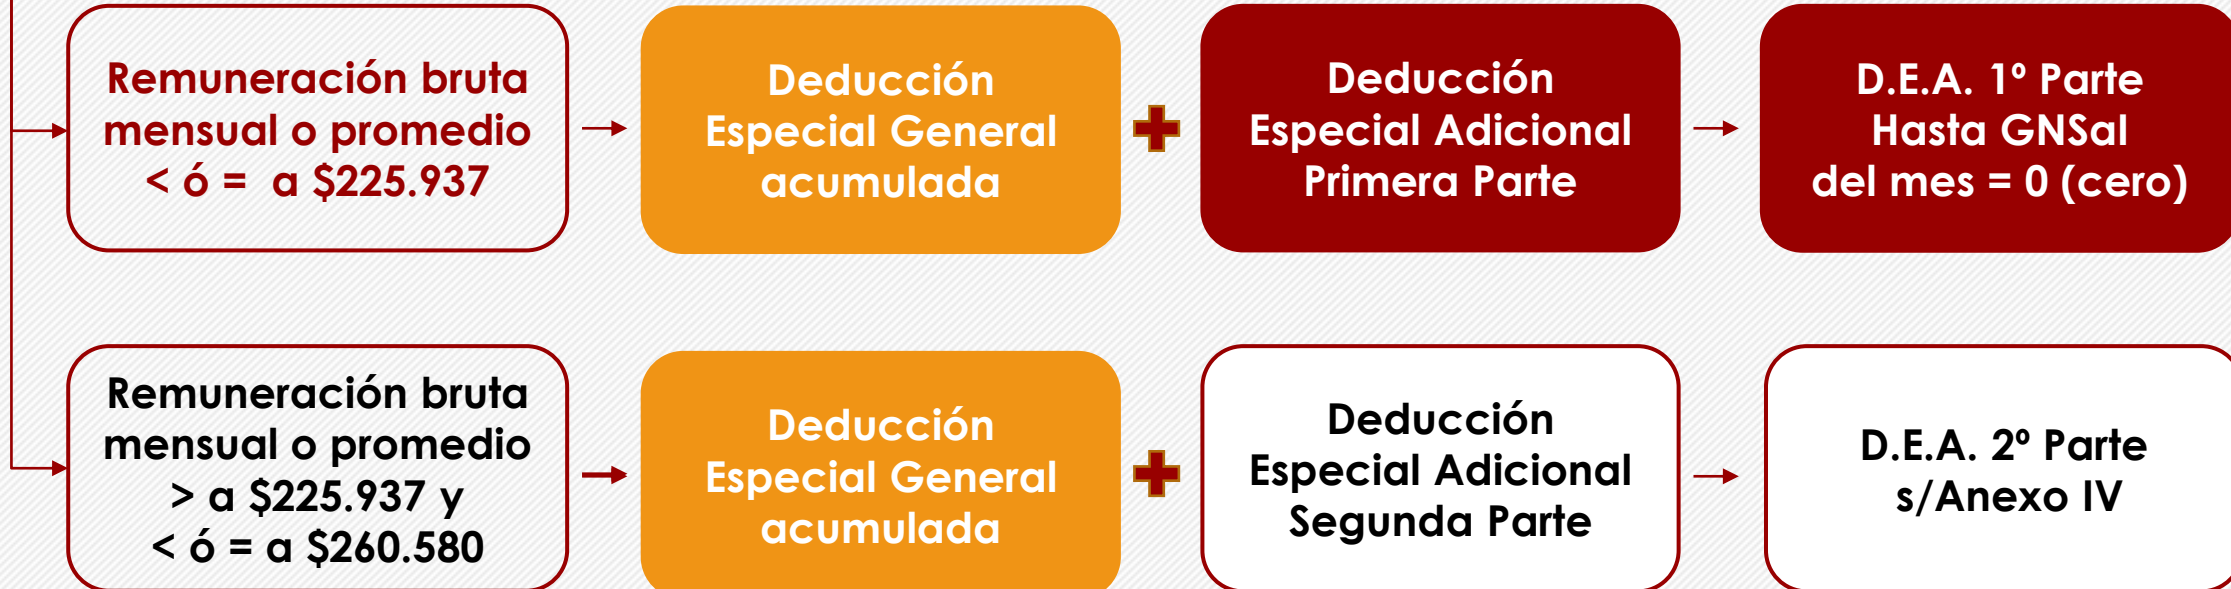 Remuneración bruta
mensual o promedio
< ó =  a $225.937
Deducción
Especial General
acumulada
Deducción
Especial Adicional
Primera Parte
D.E.A. 1º Parte
Hasta GNSal
del mes = 0 (cero)
Remuneración bruta
mensual o promedio
> a $225.937 y
< ó = a $260.580
Deducción
Especial General
acumulada
Deducción
Especial Adicional
Segunda Parte
D.E.A. 2º Parte
s/Anexo IV